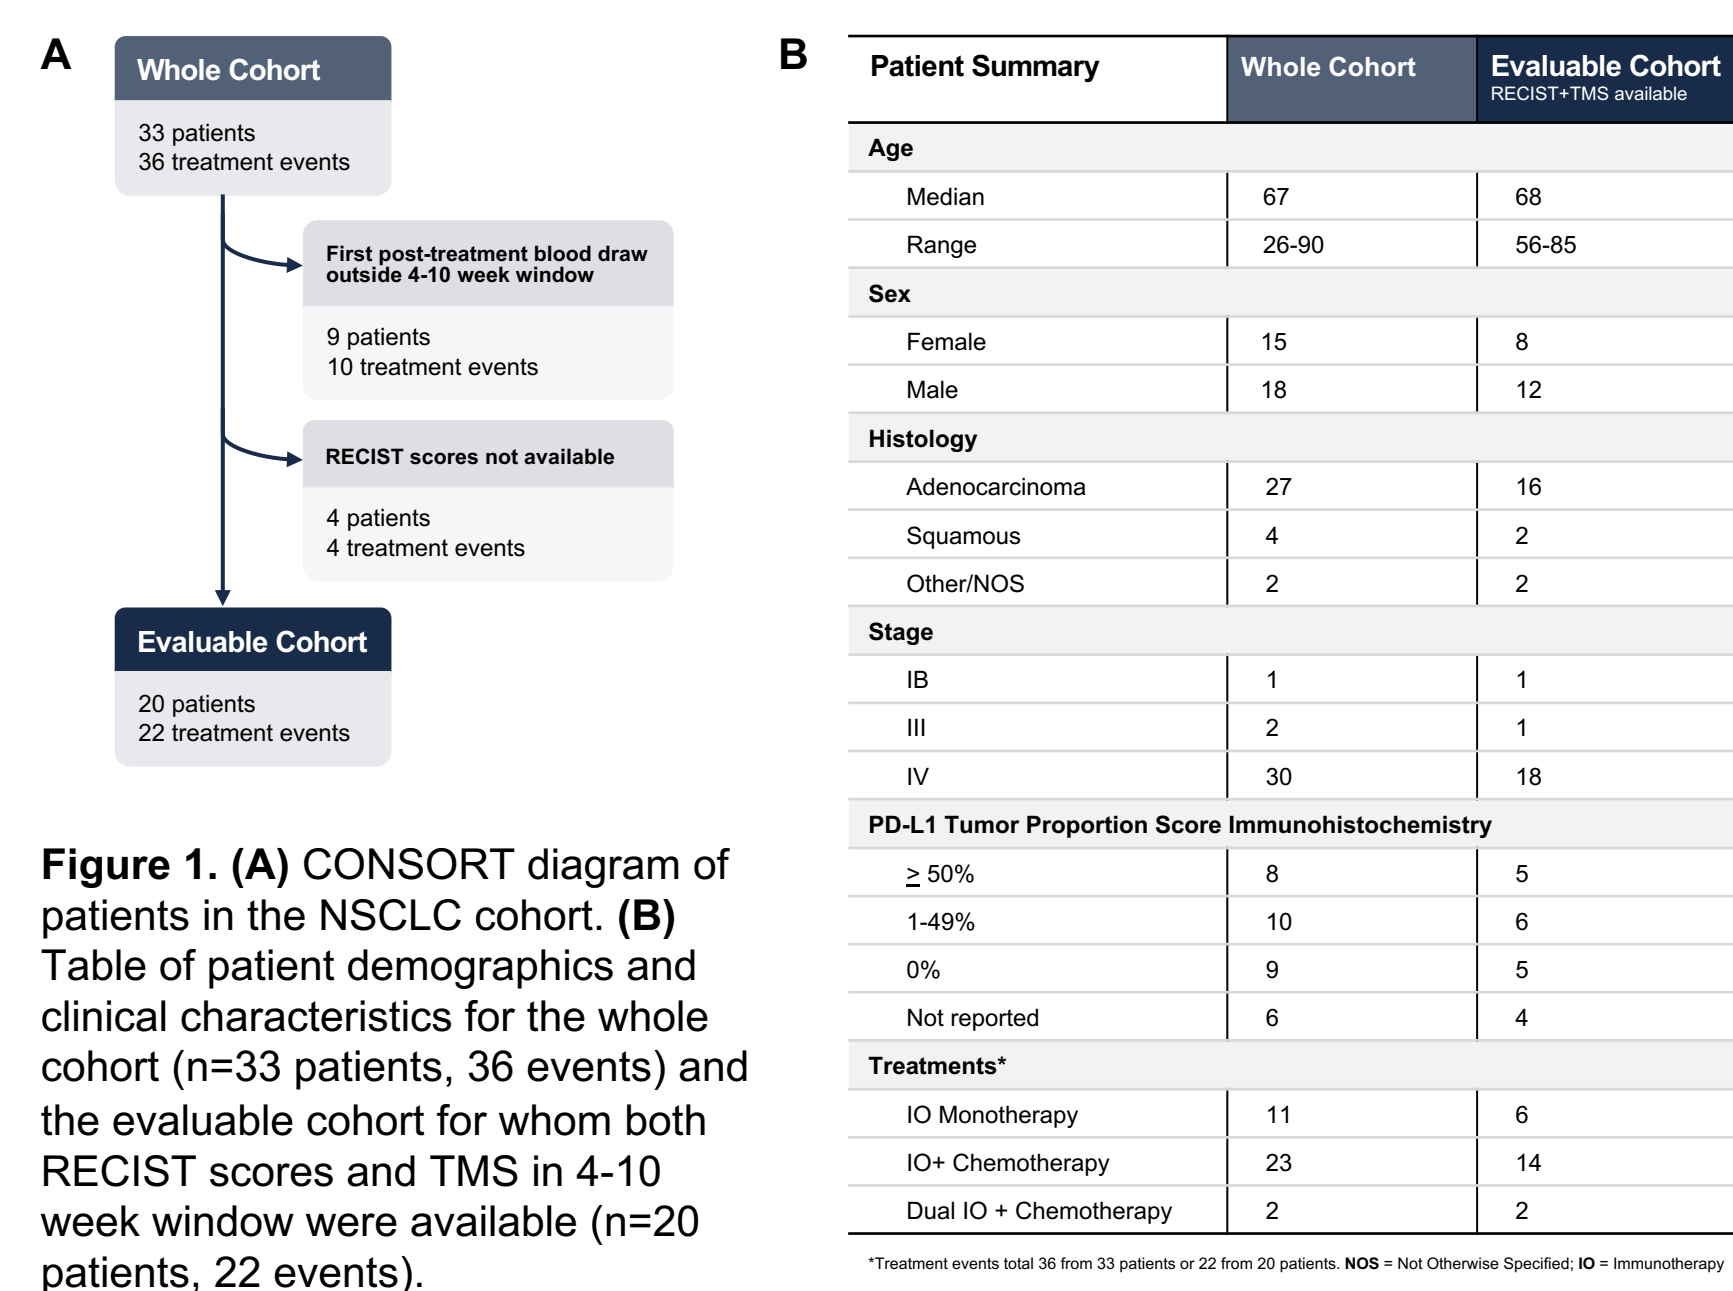 A
Whole Cohort
33 patients
36 treatment events
First post-treatment blood draw
outside 4-10 week window
9 patients
10 treatment events
RECIST scores not available
4 patients
4 treatment events
Evaluable Cohort
20 patients
22 treatment events
Figure 1. (A) CONSORT diagram of
patients in the NSCLC cohort. (B)
Table of patient demographics and
clinical characteristics for the whole
cohort (n=33 patients, 36 events) and
the evaluable cohort for whom both
RECIST scores and TMS in 4-10
week window were available (n=20
patients, 22 events).
B
Patient Summary Whole Cohort Evaluable Cohort
RECIST+TMS available
Age
Median 67 68
Range 26-90 56-85
Sex
Female 15 8
Male 18 12
Histology
Adenocarcinoma 27 16
Squamous 4 2
Other/NOS 2 2
Stage
IB 1 1
III 2 1
IV 30 18
PD-L1 Tumor Proportion Score Immunohistochemistry
≥ 50% 8 5
1-49% 10 6
0% 9 5
Not reported 6 4
Treatments*
IO Monotherapy 11 6
IO+ Chemotherapy 23 14
Dual IO + Chemotherapy 2 2
*Treatment events total 36 from 33 patients or 22 from 20 patients. NOS = Not Otherwise Specified; IO = Immunotherapy